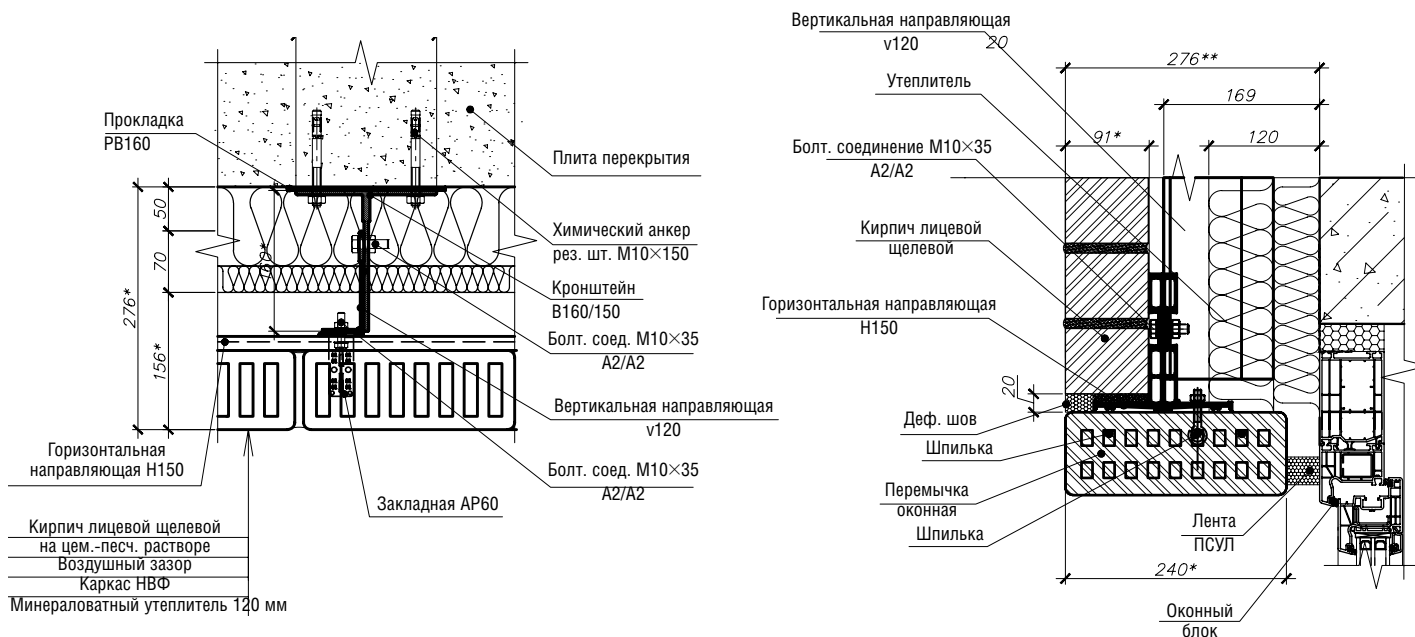 Прокладка
РВ160
50
70
160*
276*
156*
Плита перекрытия
Химический анкер
рез. шт. М10×150
Кронштейн
В160/150
Болт. соед. М10×35
А2/А2
Вертикальная направляющая
v120
Болт. соед. М10×35
А2/А2
Закладная АР60
Горизонтальная
направляющая Н150
Кирпич лицевой щелевой
на цем.-песч. растворе
Воздушный зазор
Каркас НВФ
Минераловатный утеплитель 120 мм
Вертикальная направляющая
v120
20
276**
Утеплитель
169
91*
120
Болт. соединение М10×35
А2/А2
Кирпич лицевой
щелевой
Горизонтальная направляющая
Н150
20
Деф. шов
Шпилька
Перемычка
оконная
Шпилька
Лента
ПСУЛ
240*
Оконный
блок